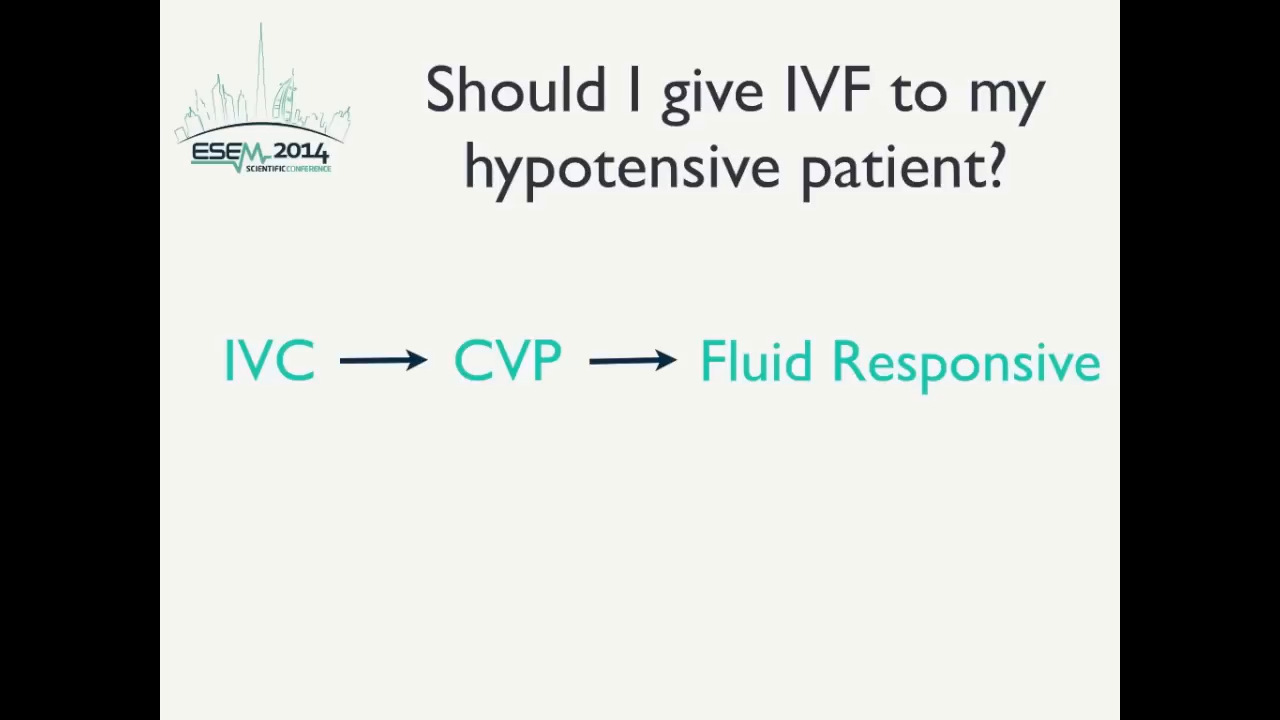 Should I give IVF to my
hypotensive patient?
ESEM 2014
SCIENTIFIC CONFERENCE
IVC → CVP → Fluid Responsive